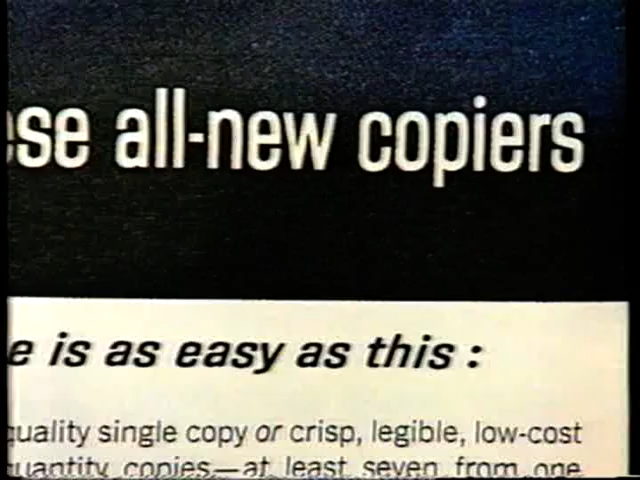 se all-new copiers
e is as easy as this :
quality single copy or crisp, legible, low-cost
quantity copies—at least seven from one